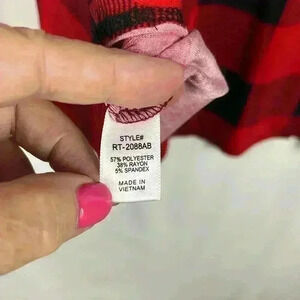 STYLE#
RT-2088AB
57% POLYESTER
38% RAYON
5% SPANDEX
MADE IN
VIETNAM